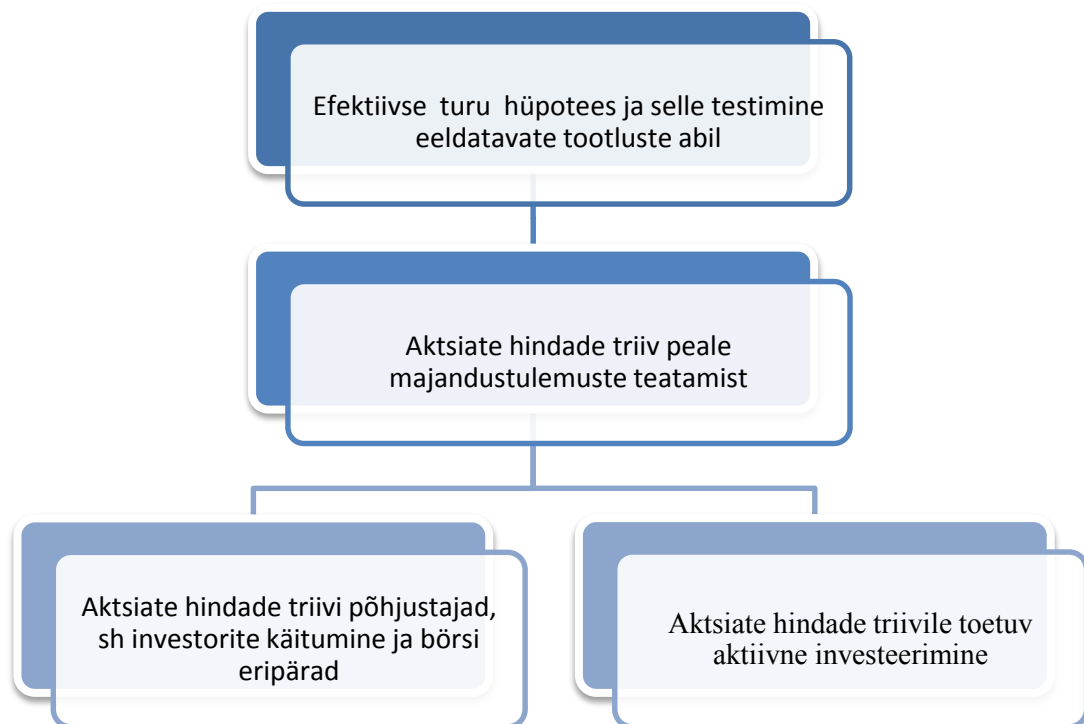 Efektiivse turu hüpotees ja selle testimine
eeldatavate tootluste abil
Aktsiate hindade triiv peale
majandustulemuste teatamist
Aktsiate hindade triivi põhjustajad,
sh investorite käitumine ja börsi
eripärad
Aktsiate hindade triivile toetuv
aktiivne investeerimine